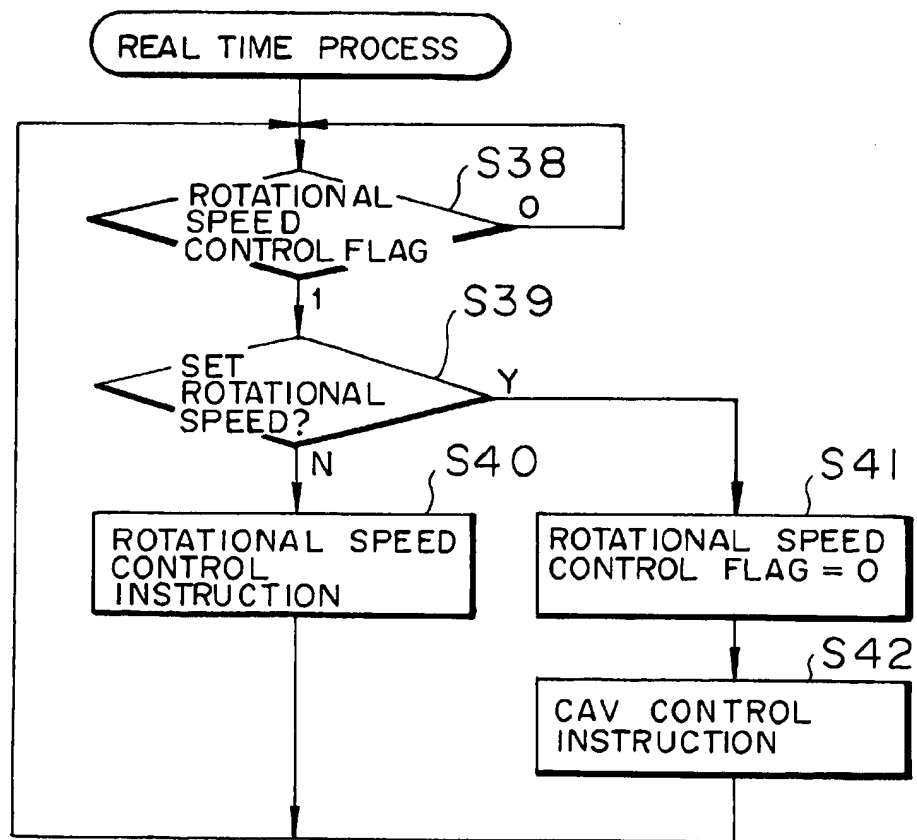 REAL TIME PROCESS
S38
ROTATIONAL
SPEED
CONTROL FLAG
0
1
S39
SET
ROTATIONAL
SPEED?
Y
N
S40
ROTATIONAL SPEED
CONTROL
INSTRUCTION
S41
ROTATIONAL SPEED
CONTROL FLAG = 0
S42
CAV CONTROL
INSTRUCTION